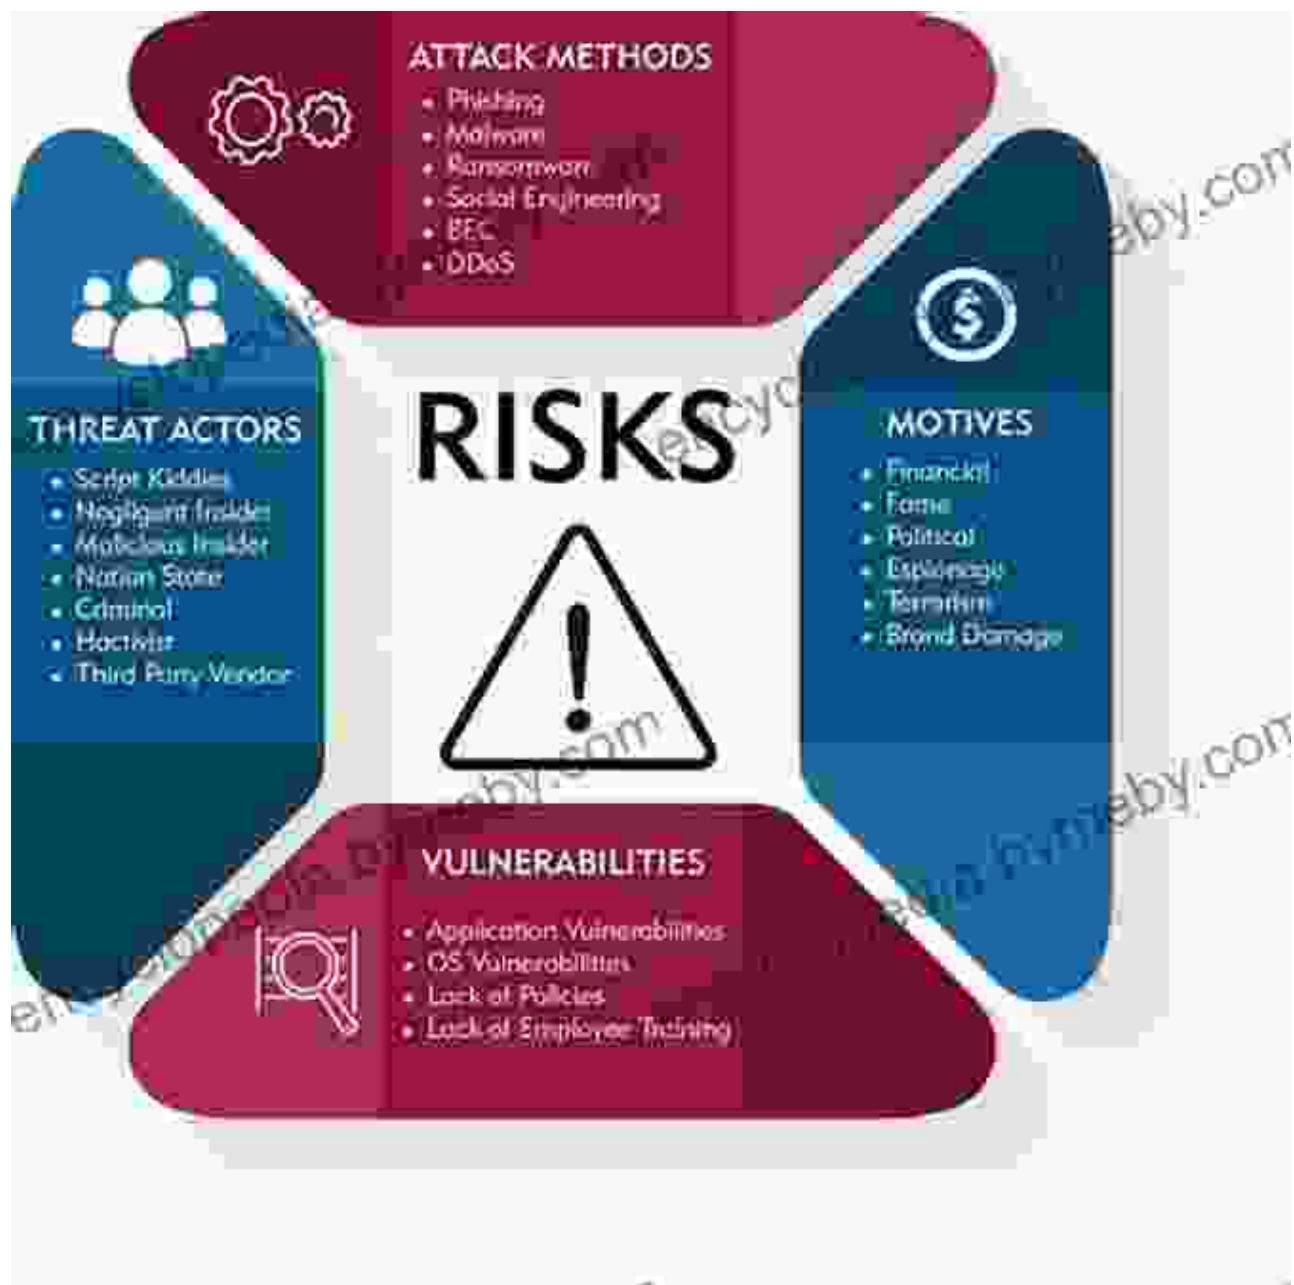 ATTACK METHODS
• Phishing
• Malware
• Ransomware
• Social Engineering
• BEC
• DDoS
THREAT ACTORS
• Script Kiddies
• Negligent Insider
• Malicious Insider
• Nation State
• Criminal
• Hactivist
• Third Party Vendor
RISKS
!
MOTIVES
$
• Financial
• Fame
• Political
• Espionage
• Terrorism
• Brand Damage
VULNERABILITIES
• Application Vulnerabilities
• OS Vulnerabilities
• Lack of Policies
• Lack of Employee Training
eby.com